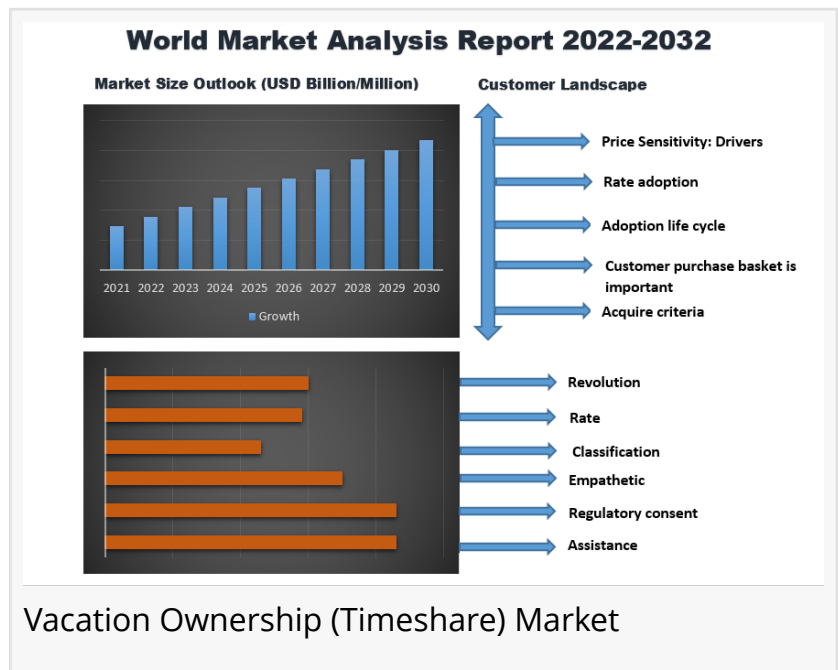 World Market Analysis Report 2022-2032
Market Size Outlook (USD Billion/Million)
Customer Landscape
2021 2022 2023 2024 2025 2026 2027 2028 2029 2030
Growth
Price Sensitivity: Drivers
Rate adoption
Adoption life cycle
Customer purchase basket is
important
Acquire criteria
Revolution
Rate
Classification
Empathetic
Regulatory consent
Assistance
Vacation Ownership (Timeshare) Market